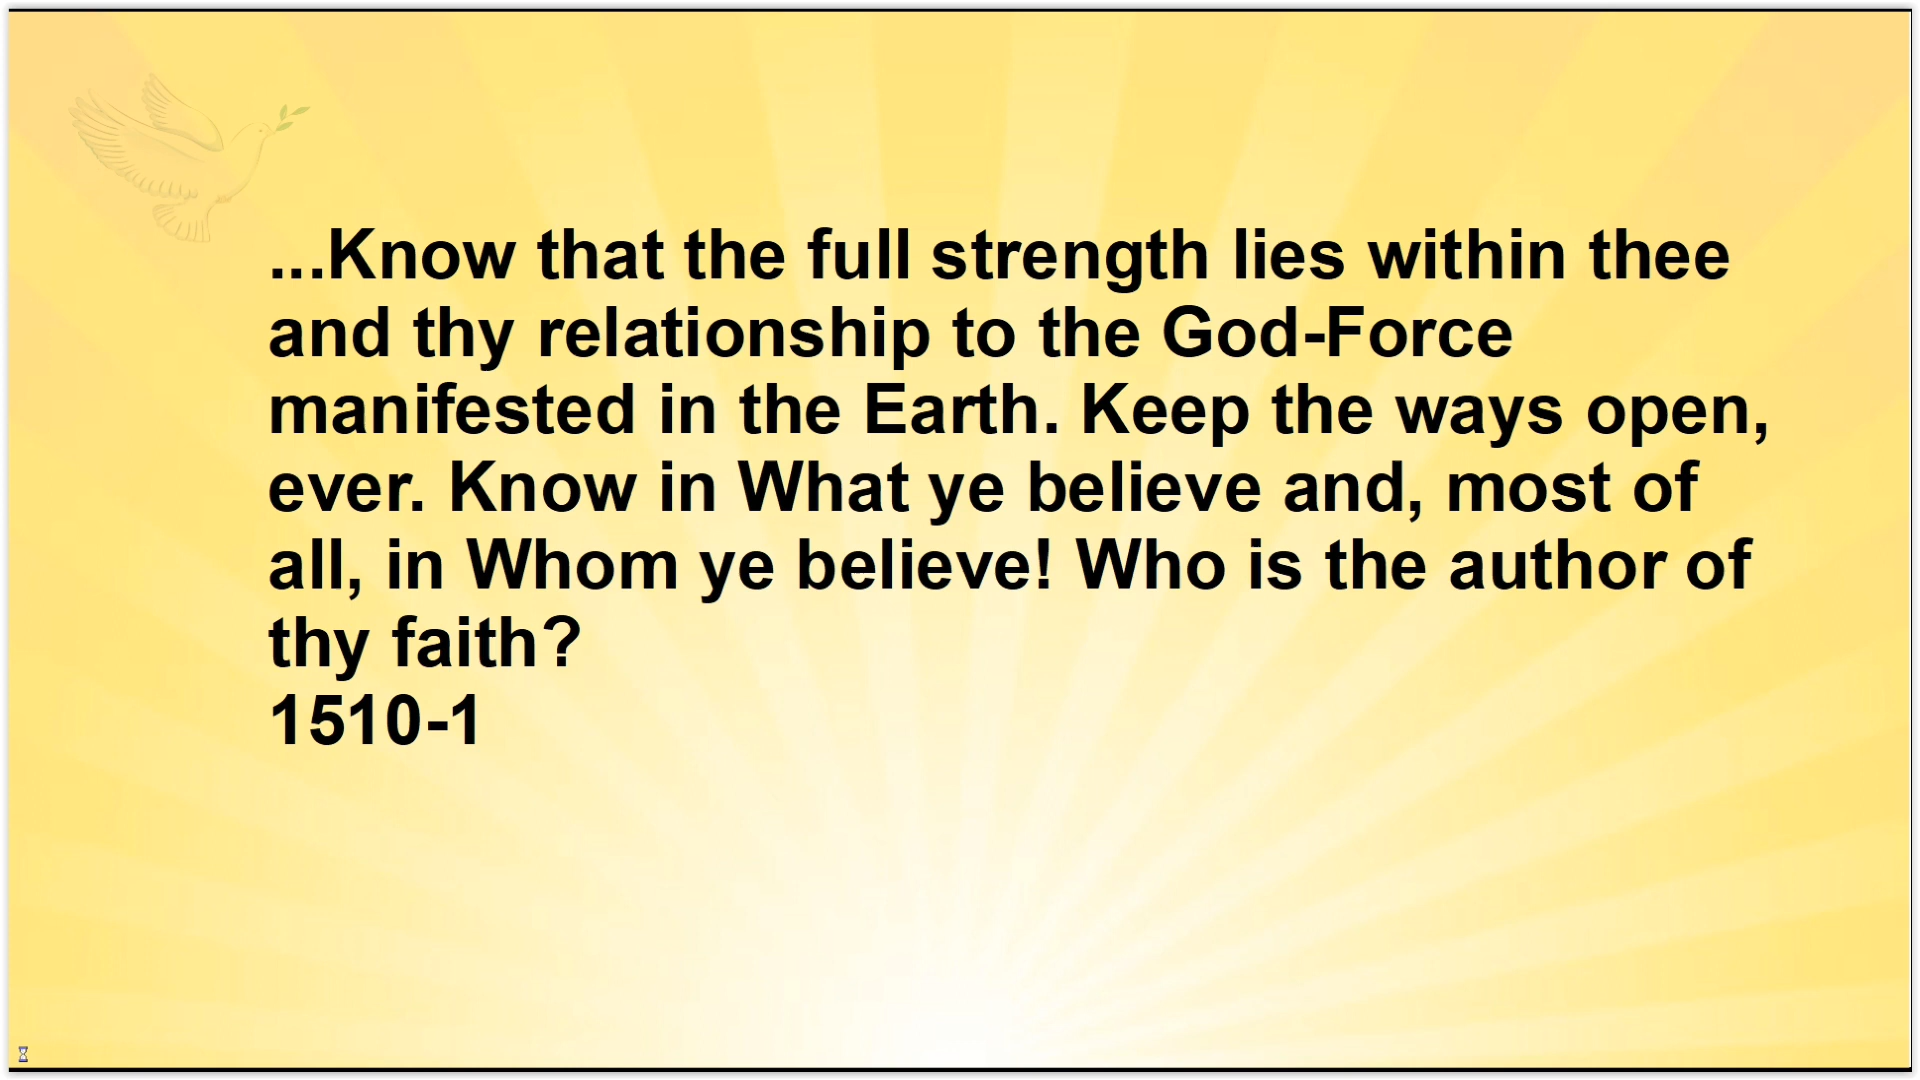 ...Know that the full strength lies within thee
and thy relationship to the God-Force
manifested in the Earth. Keep the ways open,
ever. Know in What ye believe and, most of
all, in Whom ye believe! Who is the author of
thy faith?
1510-1